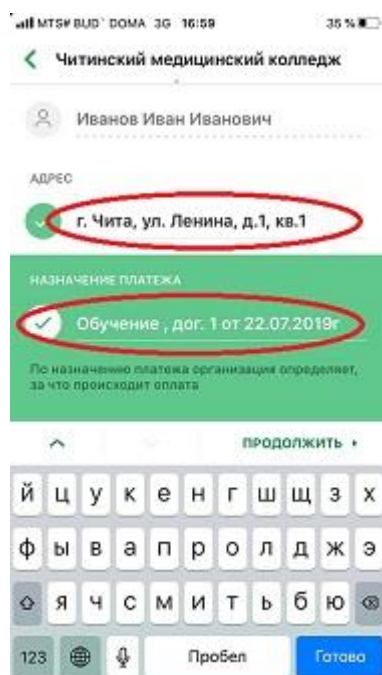 MTS# BUD` DOMA 3G 16:59 35 %
Читинский медицинский колледж
Иванов Иван Иванович
АДРЕС
г. Чита, ул. Ленина, д.1, кв.1
НАЗНАЧЕНИЕ ПЛАТЕЖА
Обучение , дог. 1 от 22.07.2019г
По назначению платежа организация определяет,
за что происходит оплата
ПРОДОЛЖИТЬ
й ц у к е н г ш щ з х
ф ы в а п р о л д ж э
я ч с м и т ь б ю
123 Пробел Готово